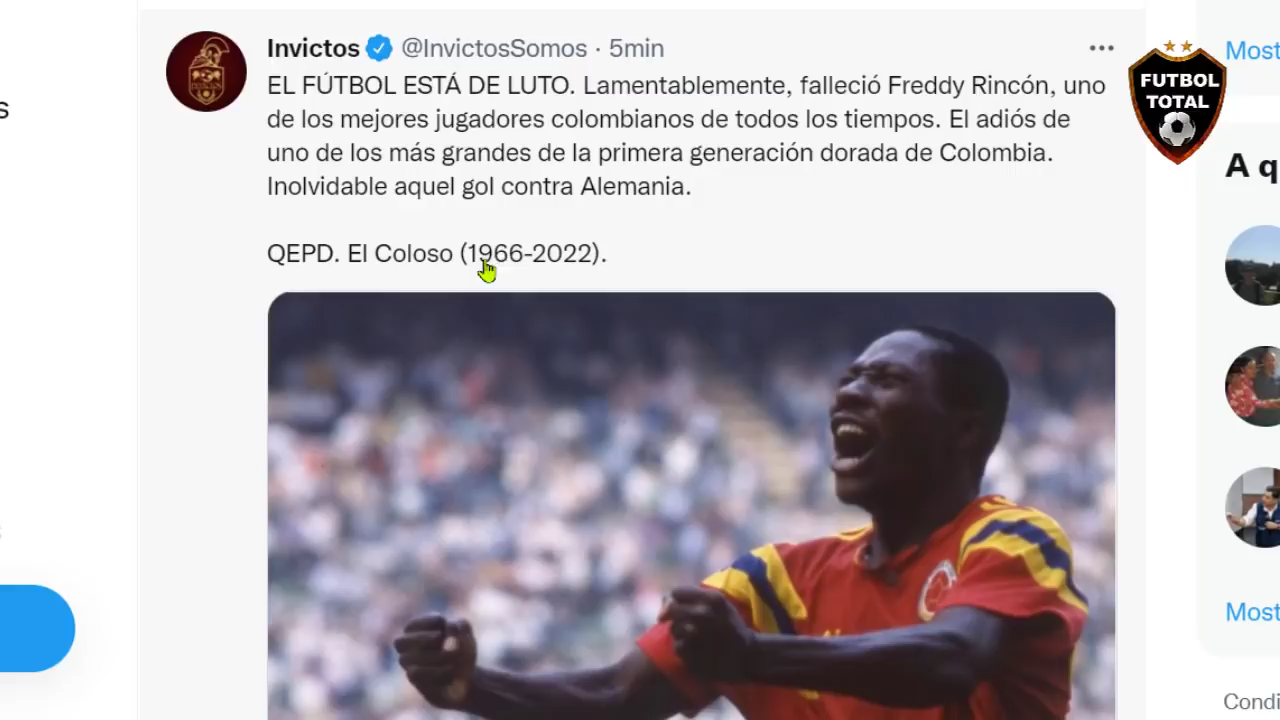 Invictos @InvictosSomos · 5min
EL FÚTBOL ESTÁ DE LUTO. Lamentablemente, falleció Freddy Rincón, uno
de los mejores jugadores colombianos de todos los tiempos. El adiós de
uno de los más grandes de la primera generación dorada de Colombia.
Inolvidable aquel gol contra Alemania.
QEPD. El Coloso (1966-2022).
FUTBOL
TOTAL
Most
A q
Most
Condi
s